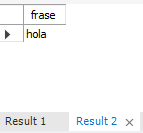 frase
hola
Result 1
Result 2